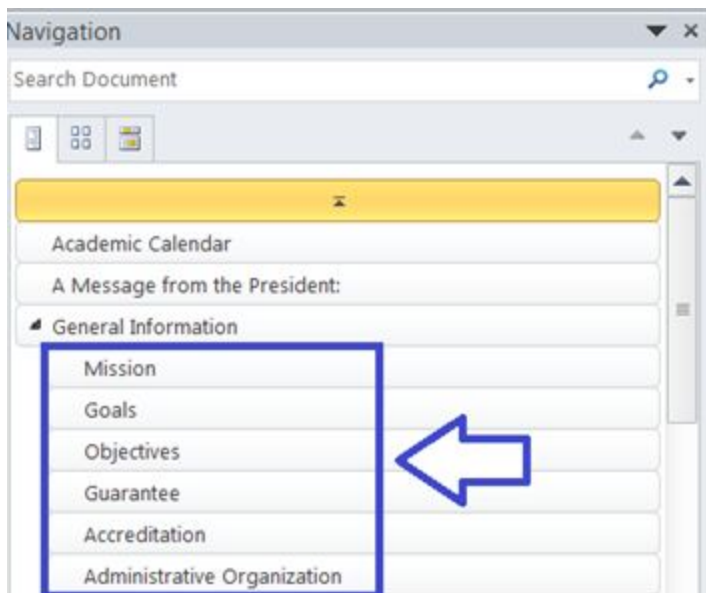 Navigation
Search Document
Academic Calendar
A Message from the President:
General Information
Mission
Goals
Objectives
Guarantee
Accreditation
Administrative Organization